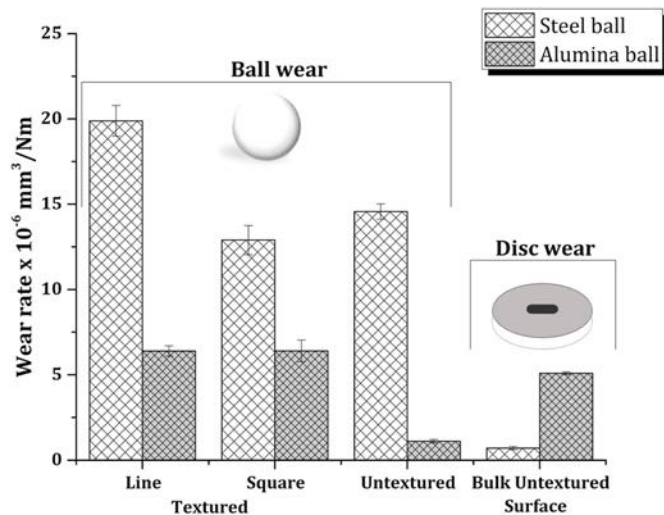 Steel ball
Alumina ball
Ball wear
Disc wear
Wear rate x 10⁻⁶ mm³/Nm
25
20
15
10
5
0
Line Square Untextured Bulk Untextured
Textured Surface